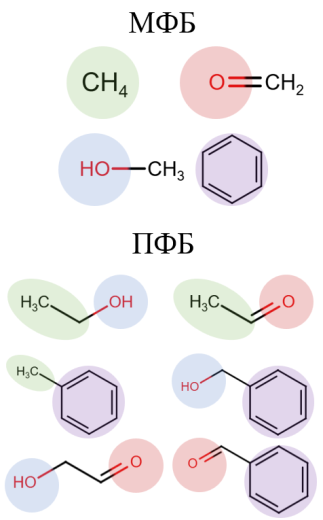 МФБ
CH₄ O=CH₂
HO—CH₃
ПФБ
H₃C OH H₃C O
H₃C HO
HO O O